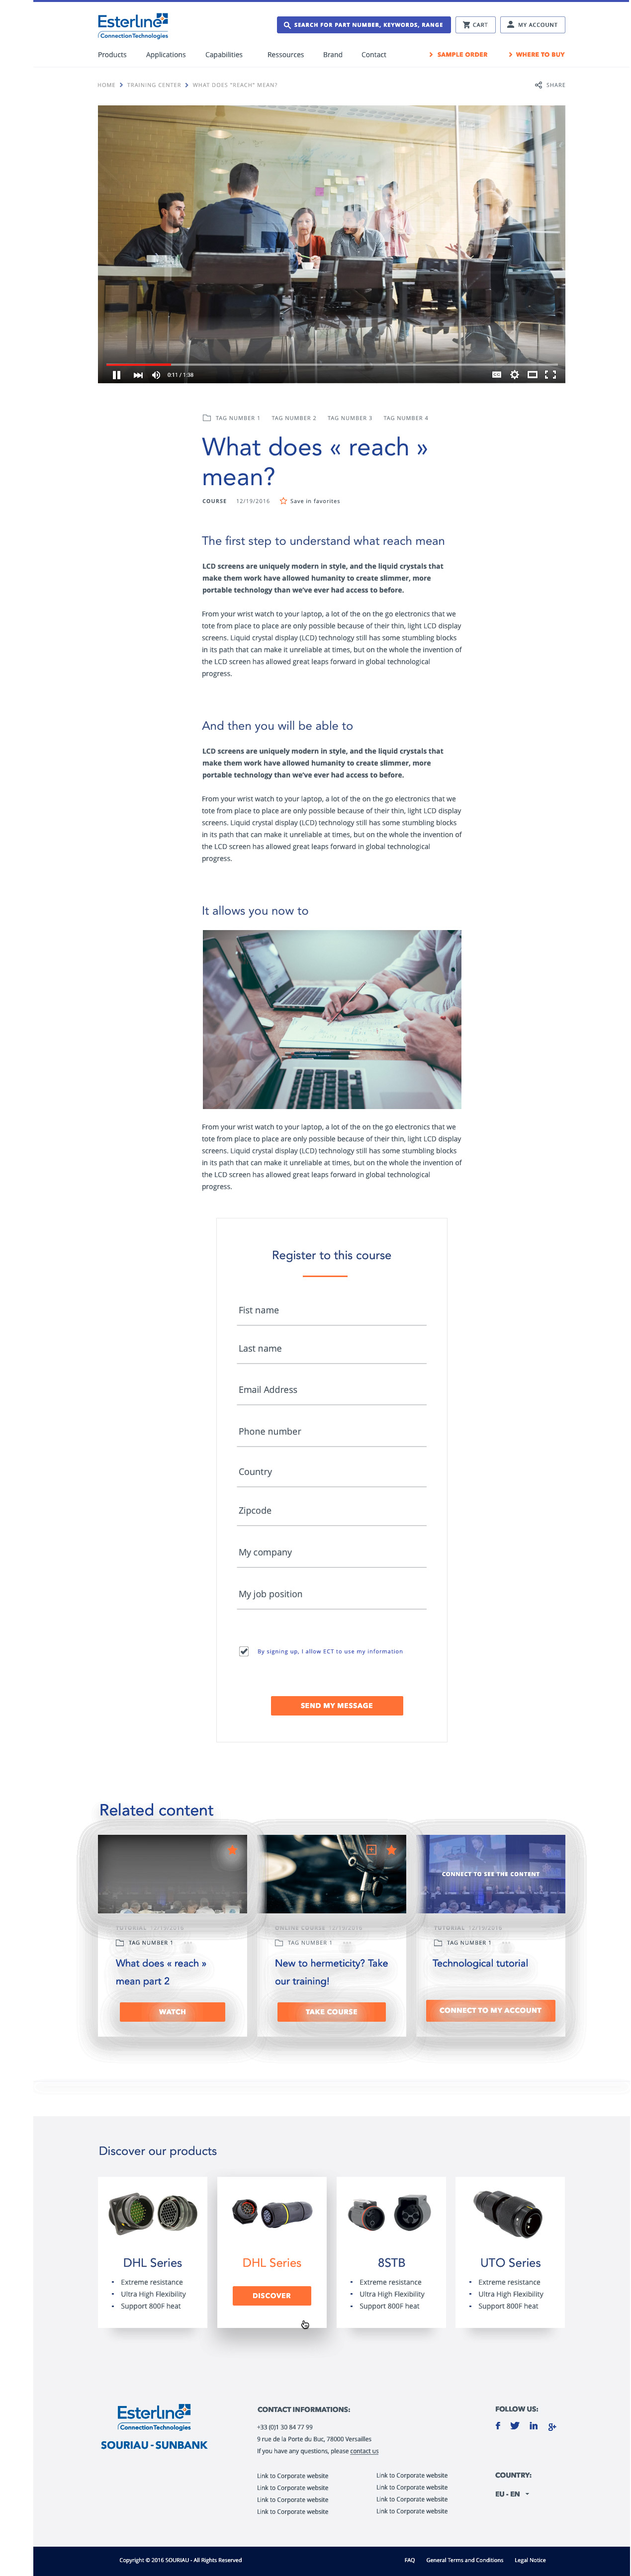 Esterline
Connection Technologies
SEARCH FOR PART NUMBER, KEYWORDS, RANGE
CART
MY ACCOUNT
Products Applications Capabilities Ressources Brand Contact SAMPLE ORDER WHERE TO BUY
HOME TRAINING CENTER WHAT DOES "REACH" MEAN? SHARE
0:11 / 1:38
CC
TAG NUMBER 1 TAG NUMBER 2 TAG NUMBER 3 TAG NUMBER 4
What does « reach »
mean?
COURSE 12/19/2016 Save in favorites
The first step to understand what reach mean
LCD screens are uniquely modern in style, and the liquid crystals that
make them work have allowed humanity to create slimmer, more
portable technology than we've ever had access to before.
From your wrist watch to your laptop, a lot of the on the go electronics that we
tote from place to place are only possible because of their thin, light LCD display
screens. Liquid crystal display (LCD) technology still has some stumbling blocks
in its path that can make it unreliable at times, but on the whole the invention of
the LCD screen has allowed great leaps forward in global technological
progress.
And then you will be able to
LCD screens are uniquely modern in style, and the liquid crystals that
make them work have allowed humanity to create slimmer, more
portable technology than we've ever had access to before.
From your wrist watch to your laptop, a lot of the on the go electronics that we
tote from place to place are only possible because of their thin, light LCD display
screens. Liquid crystal display (LCD) technology still has some stumbling blocks
in its path that can make it unreliable at times, but on the whole the invention of
the LCD screen has allowed great leaps forward in global technological
progress.
It allows you now to
From your wrist watch to your laptop, a lot of the on the go electronics that we
tote from place to place are only possible because of their thin, light LCD display
screens. Liquid crystal display (LCD) technology still has some stumbling blocks
in its path that can make it unreliable at times, but on the whole the invention of
the LCD screen has allowed great leaps forward in global technological
progress.
Register to this course
Fist name
Last name
Email Address
Phone number
Country
Zipcode
My company
My job position
By signing up, I allow ECT to use my information
SEND MY MESSAGE
Related content
TUTORIAL 12/19/2016
TAG NUMBER 1
What does « reach »
mean part 2
WATCH
ONLINE COURSE 12/19/2016
TAG NUMBER 1
New to hermeticity? Take
our training!
TAKE COURSE
CONNECT TO SEE THE CONTENT
TUTORIAL 12/19/2016
TAG NUMBER 1
Technological tutorial
CONNECT TO MY ACCOUNT
Discover our products
DHL Series
Extreme resistance
Ultra High Flexibility
Support 800F heat
DHL Series
DISCOVER
8STB
Extreme resistance
Ultra High Flexibility
Support 800F heat
UTO Series
Extreme resistance
Ultra High Flexibility
Support 800F heat
Esterline
Connection Technologies
SOURIAU - SUNBANK
CONTACT INFORMATIONS:
+33 (0)1 30 84 77 99
9 rue de la Porte du Buc, 78000 Versailles
If you have any questions, please contact us
Link to Corporate website
Link to Corporate website
Link to Corporate website
Link to Corporate website
Link to Corporate website
Link to Corporate website
Link to Corporate website
Link to Corporate website
FOLLOW US:
COUNTRY:
EU - EN
Copyright © 2016 SOURIAU - All Rights Reserved
FAQ General Terms and Conditions Legal Notice